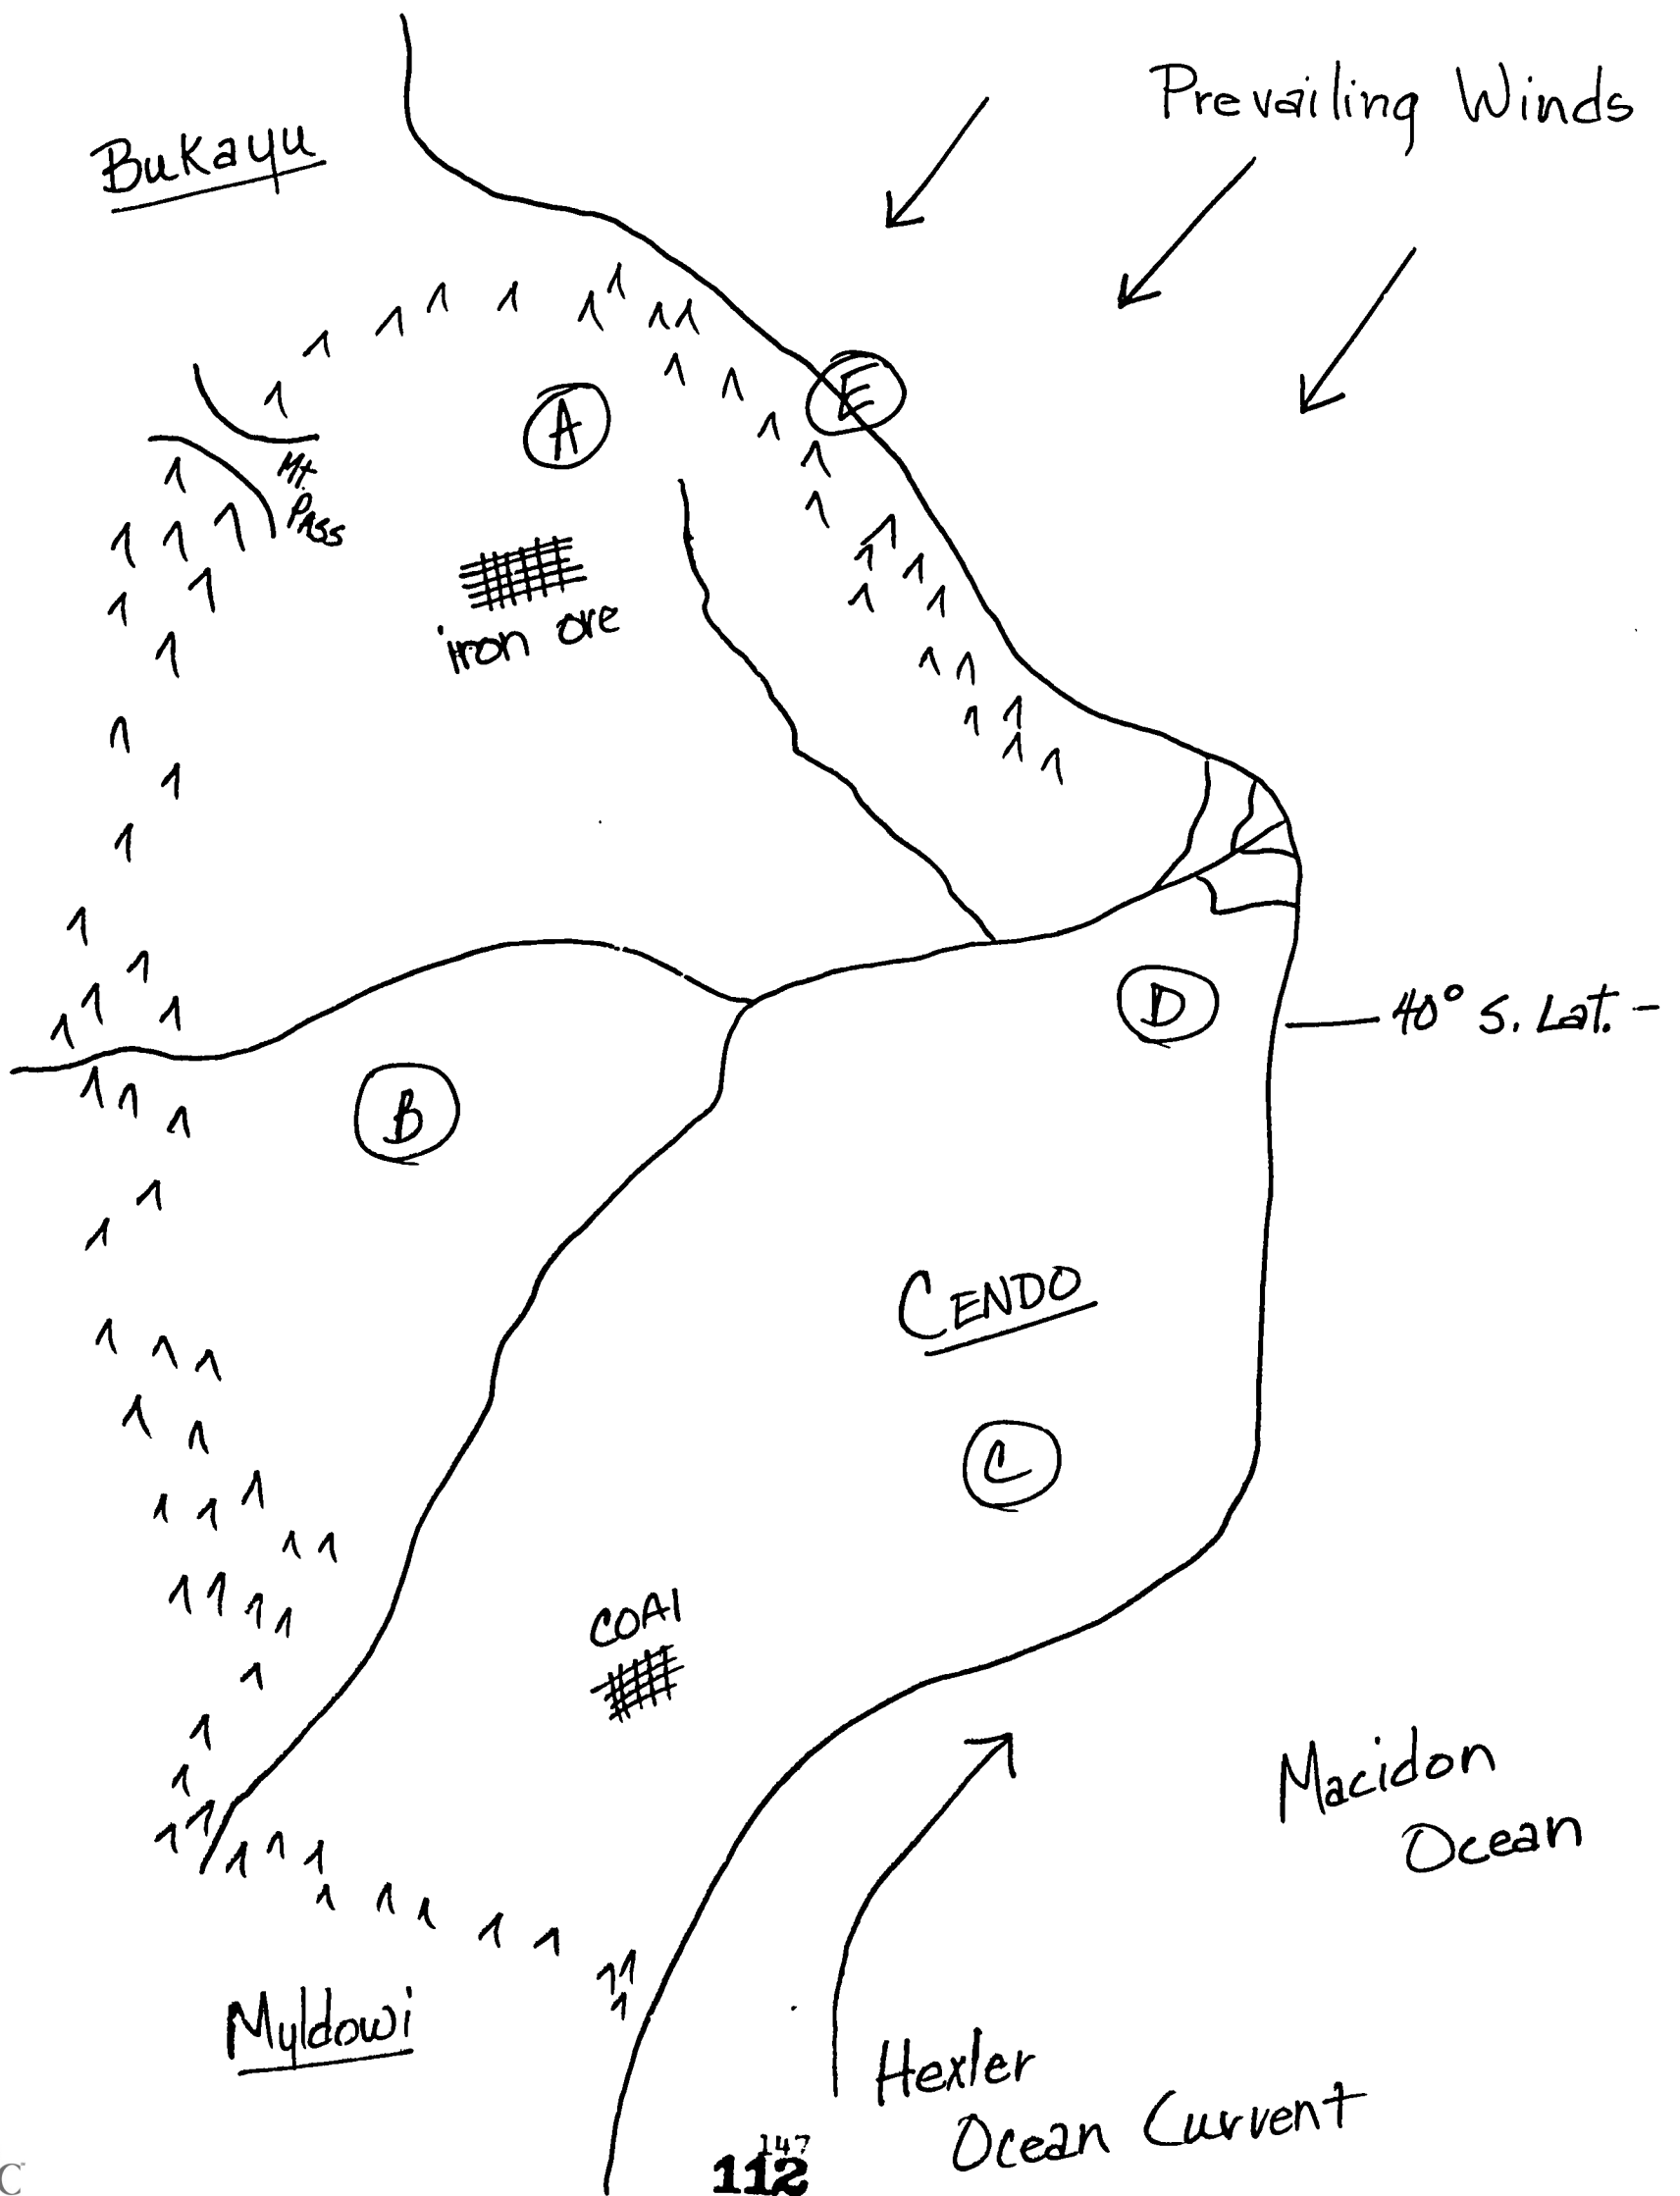 Prevailing Winds
Bukayu
E
A
Mt.
Pass
iron ore
D
40° S. Lat. -
B
CENDO
C
COAl
Macidon
Ocean
Myldowi
Hexler
Ocean Current
147
112
C